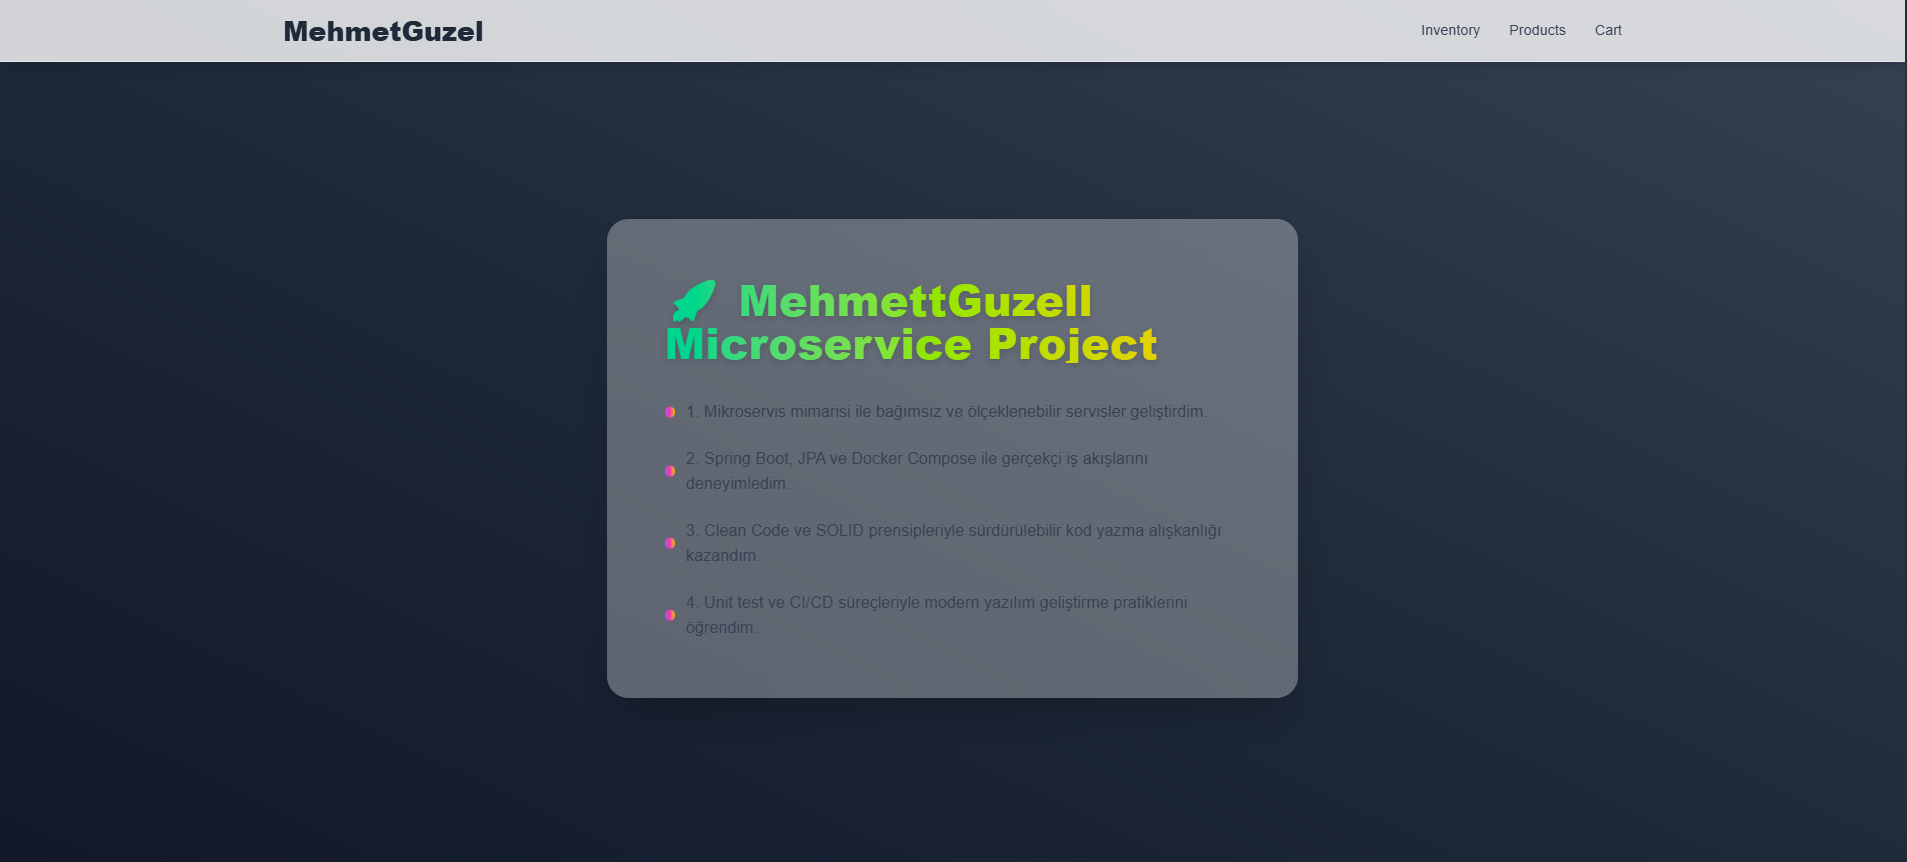 MehmetGuzel
Inventory Products Cart
🚀 MehmettGuzell
Microservice Project
1. Mikroservis mimarisi ile bağımsız ve ölçeklenebilir servisler geliştirdim.
2. Spring Boot, JPA ve Docker Compose ile gerçekçi iş akışlarını
deneyimledim.
3. Clean Code ve SOLID prensipleriyle sürdürülebilir kod yazma alışkanlığı
kazandım.
4. Unit test ve CI/CD süreçleriyle modern yazılım geliştirme pratiklerini
öğrendim.